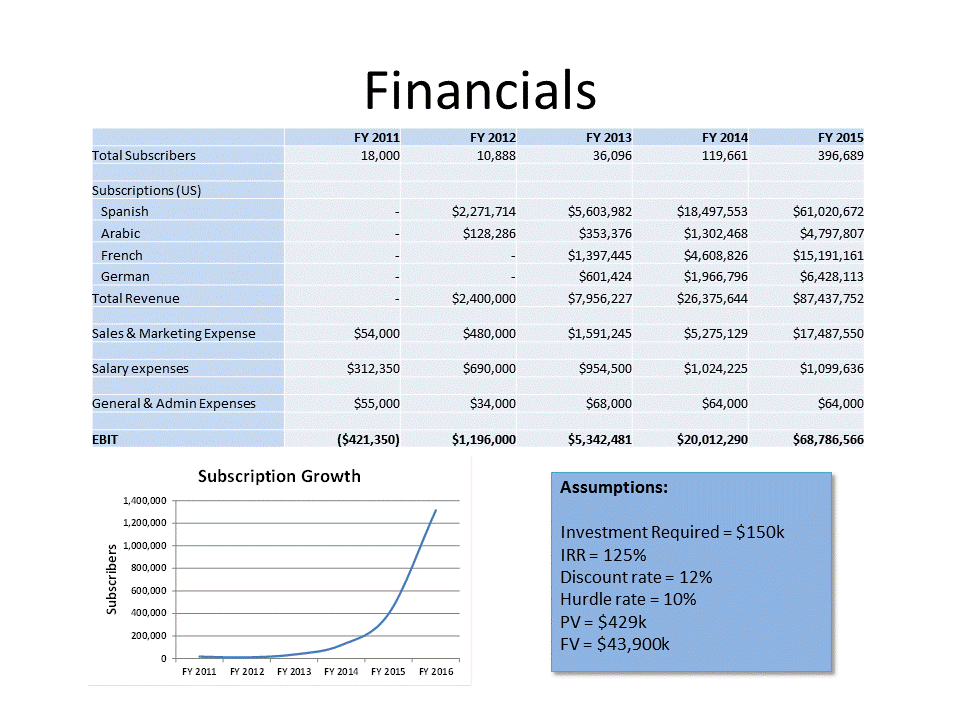 Financials
FY 2011 FY 2012 FY 2013 FY 2014 FY 2015
Total Subscribers 18,000 10,888 36,096 119,661 396,689
Subscriptions (US)
Spanish - $2,271,714 $5,603,982 $18,497,553 $61,020,672
Arabic - $128,286 $353,376 $1,302,468 $4,797,807
French - - $1,397,445 $4,608,826 $15,191,161
German - - $601,424 $1,966,796 $6,428,113
Total Revenue - $2,400,000 $7,956,227 $26,375,644 $87,437,752
Sales & Marketing Expense $54,000 $480,000 $1,591,245 $5,275,129 $17,487,550
Salary expenses $312,350 $690,000 $954,500 $1,024,225 $1,099,636
General & Admin Expenses $55,000 $34,000 $68,000 $64,000 $64,000
EBIT ($421,350) $1,196,000 $5,342,481 $20,012,290 $68,786,566
Subscription Growth
Subscribers
1,400,000
1,200,000
1,000,000
800,000
600,000
400,000
200,000
0
FY 2011 FY 2012 FY 2013 FY 2014 FY 2015 FY 2016
Assumptions:
Investment Required = $150k
IRR = 125%
Discount rate = 12%
Hurdle rate = 10%
PV = $429k
FV = $43,900k